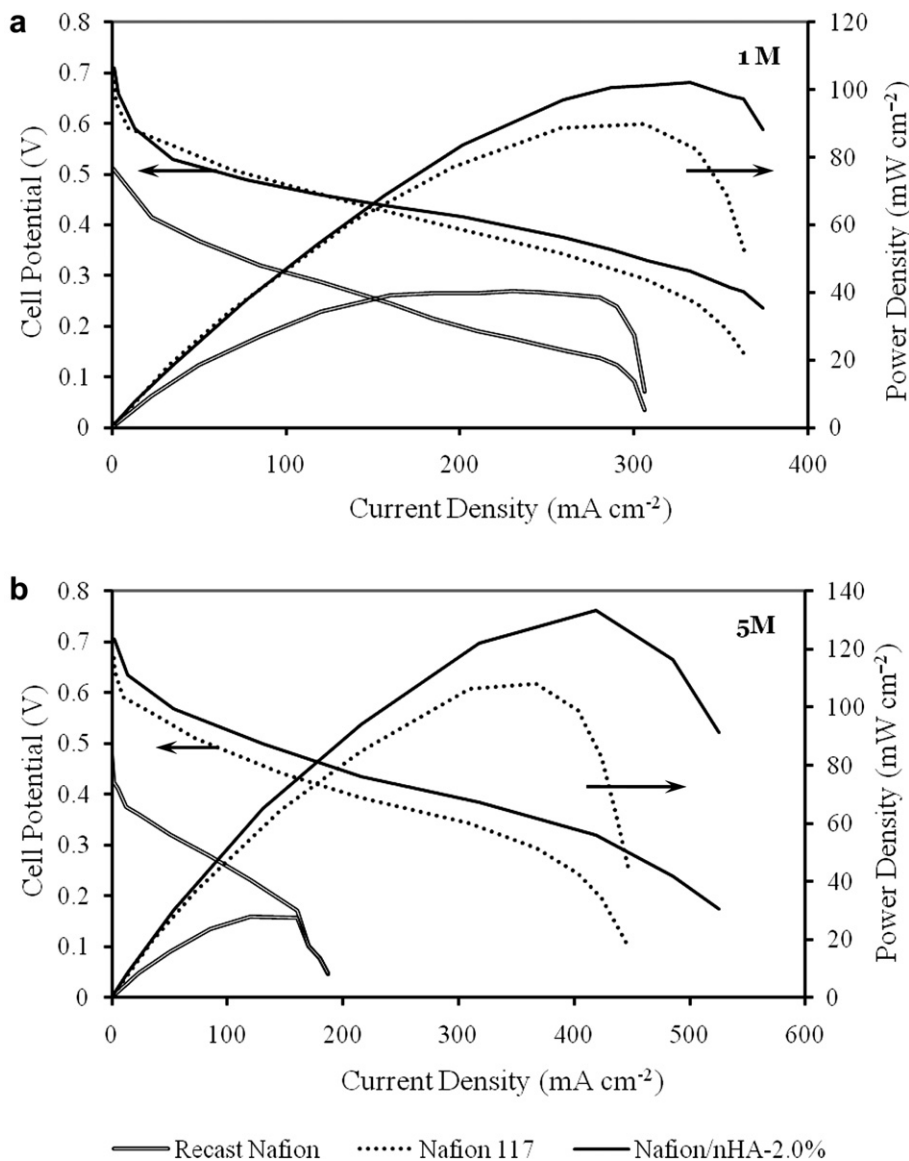 a
1 M
Cell Potential (V)
0.8
0.7
0.6
0.5
0.4
0.3
0.2
0.1
0
120
100
80
60
40
20
0
Power Density (mW cm⁻²)
0 100 200 300 400
Current Density (mA cm⁻²)
b
5M
Cell Potential (V)
0.8
0.7
0.6
0.5
0.4
0.3
0.2
0.1
0
140
120
100
80
60
40
20
0
Power Density (mW cm⁻²)
0 100 200 300 400 500 600
Current Density (mA cm⁻²)
Recast Nafion Nafion 117 Nafion/nHA-2.0%